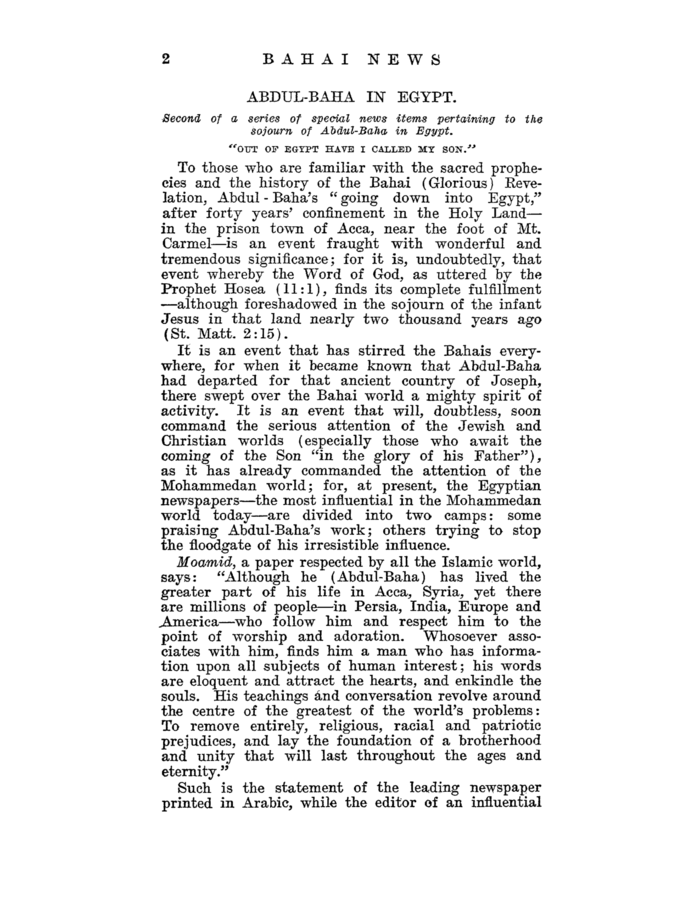 2 BAHAI NEWS
ABDUL-BAHA IN EGYPT.
Second of a series of special news items pertaining to the
sojourn of Abdul-Baha in Egypt.
"OUT OF EGYPT HAVE I CALLED MY SON."
To those who are familiar with the sacred prophe-
cies and the history of the Bahai (Glorious) Reve-
lation, Abdul-Baha's "going down into Egypt,"
after forty years' confinement in the Holy Land—
in the prison town of Acca, near the foot of Mt.
Carmel—is an event fraught with wonderful and
tremendous significance; for it is, undoubtedly, that
event whereby the Word of God, as uttered by the
Prophet Hosea (11:1), finds its complete fulfillment
—although foreshadowed in the sojourn of the infant
Jesus in that land nearly two thousand years ago
(St. Matt. 2:15).
It is an event that has stirred the Bahais every-
where, for when it became known that Abdul-Baha
had departed for that ancient country of Joseph,
there swept over the Bahai world a mighty spirit of
activity. It is an event that will, doubtless, soon
command the serious attention of the Jewish and
Christian worlds (especially those who await the
coming of the Son "in the glory of his Father"),
as it has already commanded the attention of the
Mohammedan world; for, at present, the Egyptian
newspapers—the most influential in the Mohammedan
world today—are divided into two camps: some
praising Abdul-Baha's work; others trying to stop
the floodgate of his irresistible influence.
Moamid, a paper respected by all the Islamic world,
says: "Although he (Abdul-Baha) has lived the
greater part of his life in Acca, Syria, yet there
are millions of people—in Persia, India, Europe and
America—who follow him and respect him to the
point of worship and adoration. Whosoever asso-
ciates with him, finds him a man who has informa-
tion upon all subjects of human interest; his words
are eloquent and attract the hearts, and enkindle the
souls. His teachings and conversation revolve around
the centre of the greatest of the world's problems:
To remove entirely, religious, racial and patriotic
prejudices, and lay the foundation of a brotherhood
and unity that will last throughout the ages and
eternity."
Such is the statement of the leading newspaper
printed in Arabic, while the editor of an influential